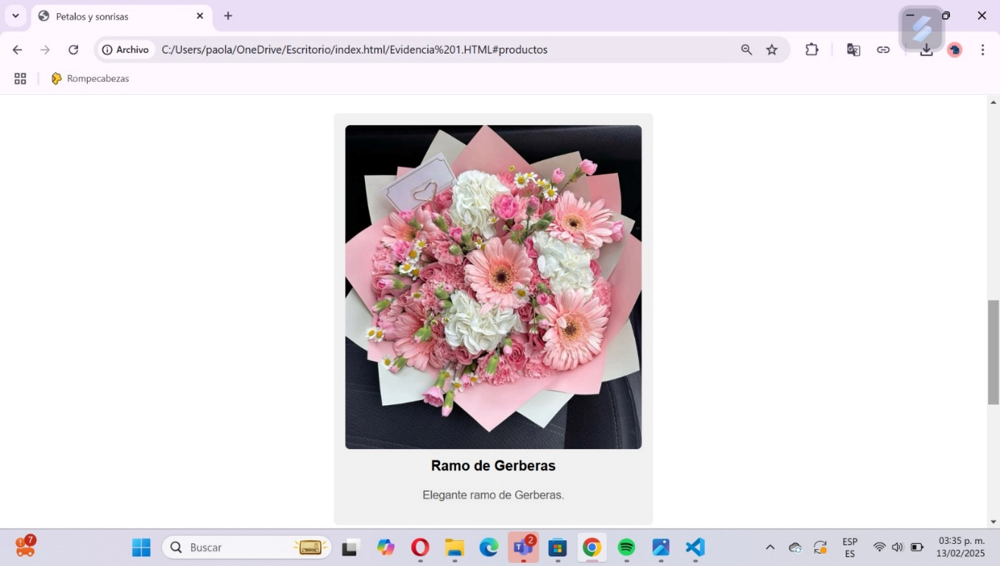 Petalos y sonrisas
Archivo
C:/Users/paola/OneDrive/Escritorio/index.html/Evidencia%201.HTML#productos
Rompecabezas
Ramo de Gerberas
Elegante ramo de Gerberas.
7
Buscar
2
ESP
ES
03:35 p. m.
13/02/2025